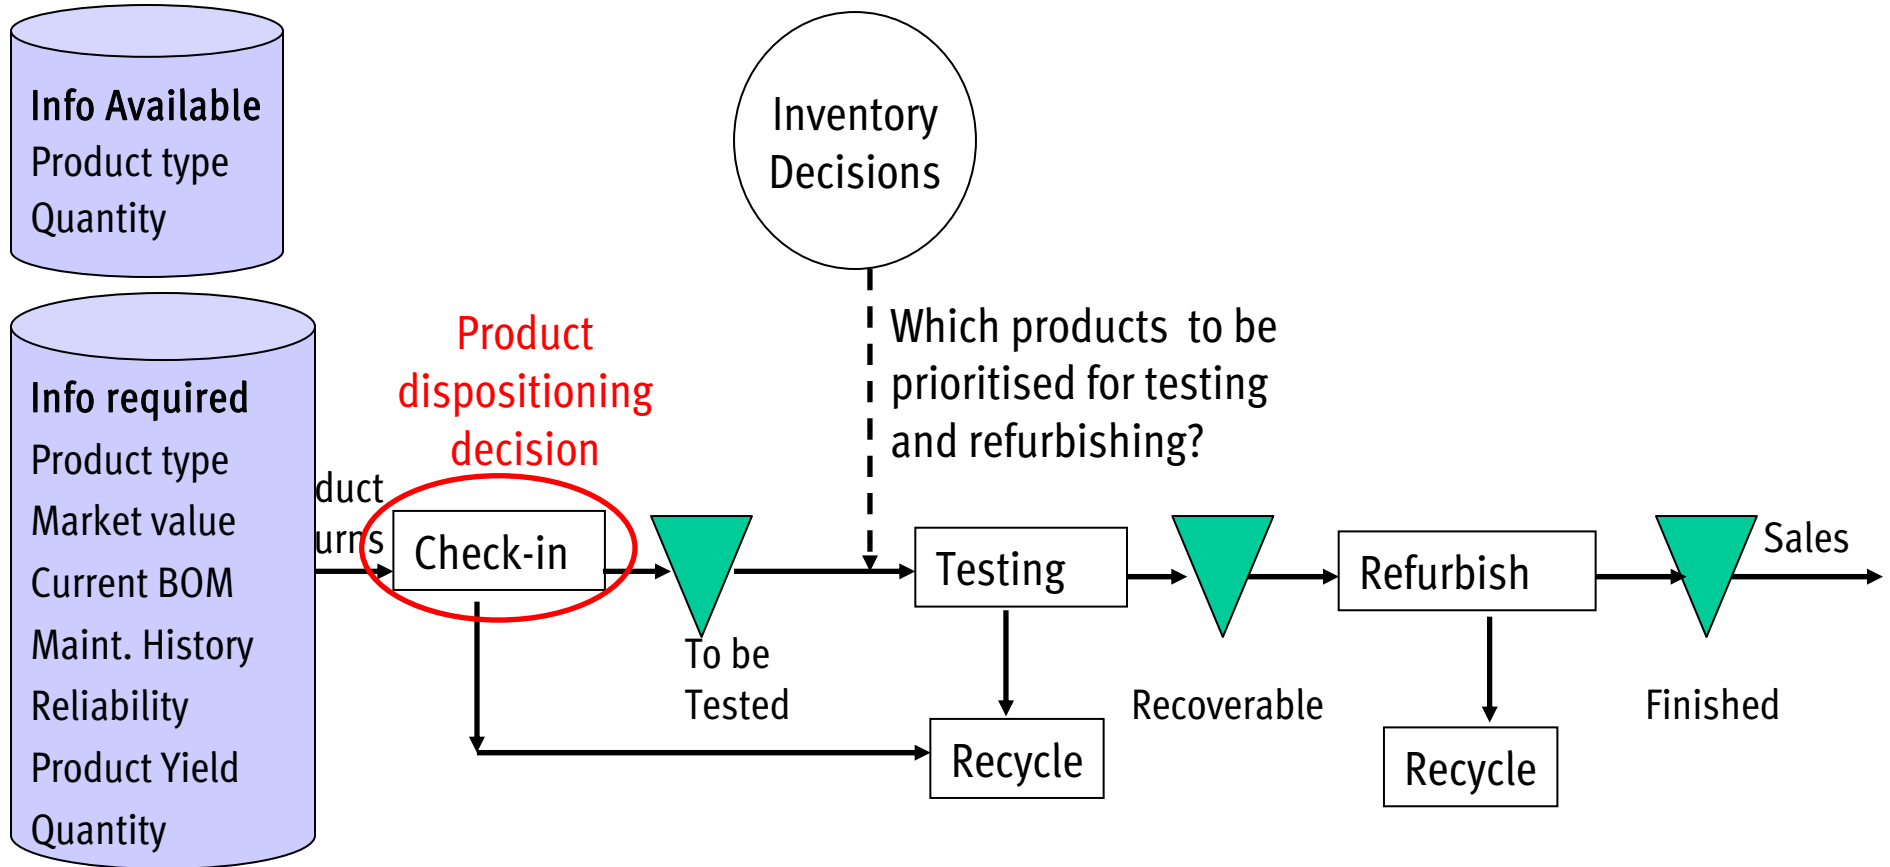 Info Available
Product type
Quantity
Inventory
Decisions
Info required
Product type
Market value
Current BOM
Maint. History
Reliability
Product Yield
Quantity
Product
dispositioning
decision
Which products to be
prioritised for testing
and refurbishing?
duct
urns
Check-in
To be
Tested
Testing
Recycle
Recoverable
Refurbish
Recycle
Finished
Sales